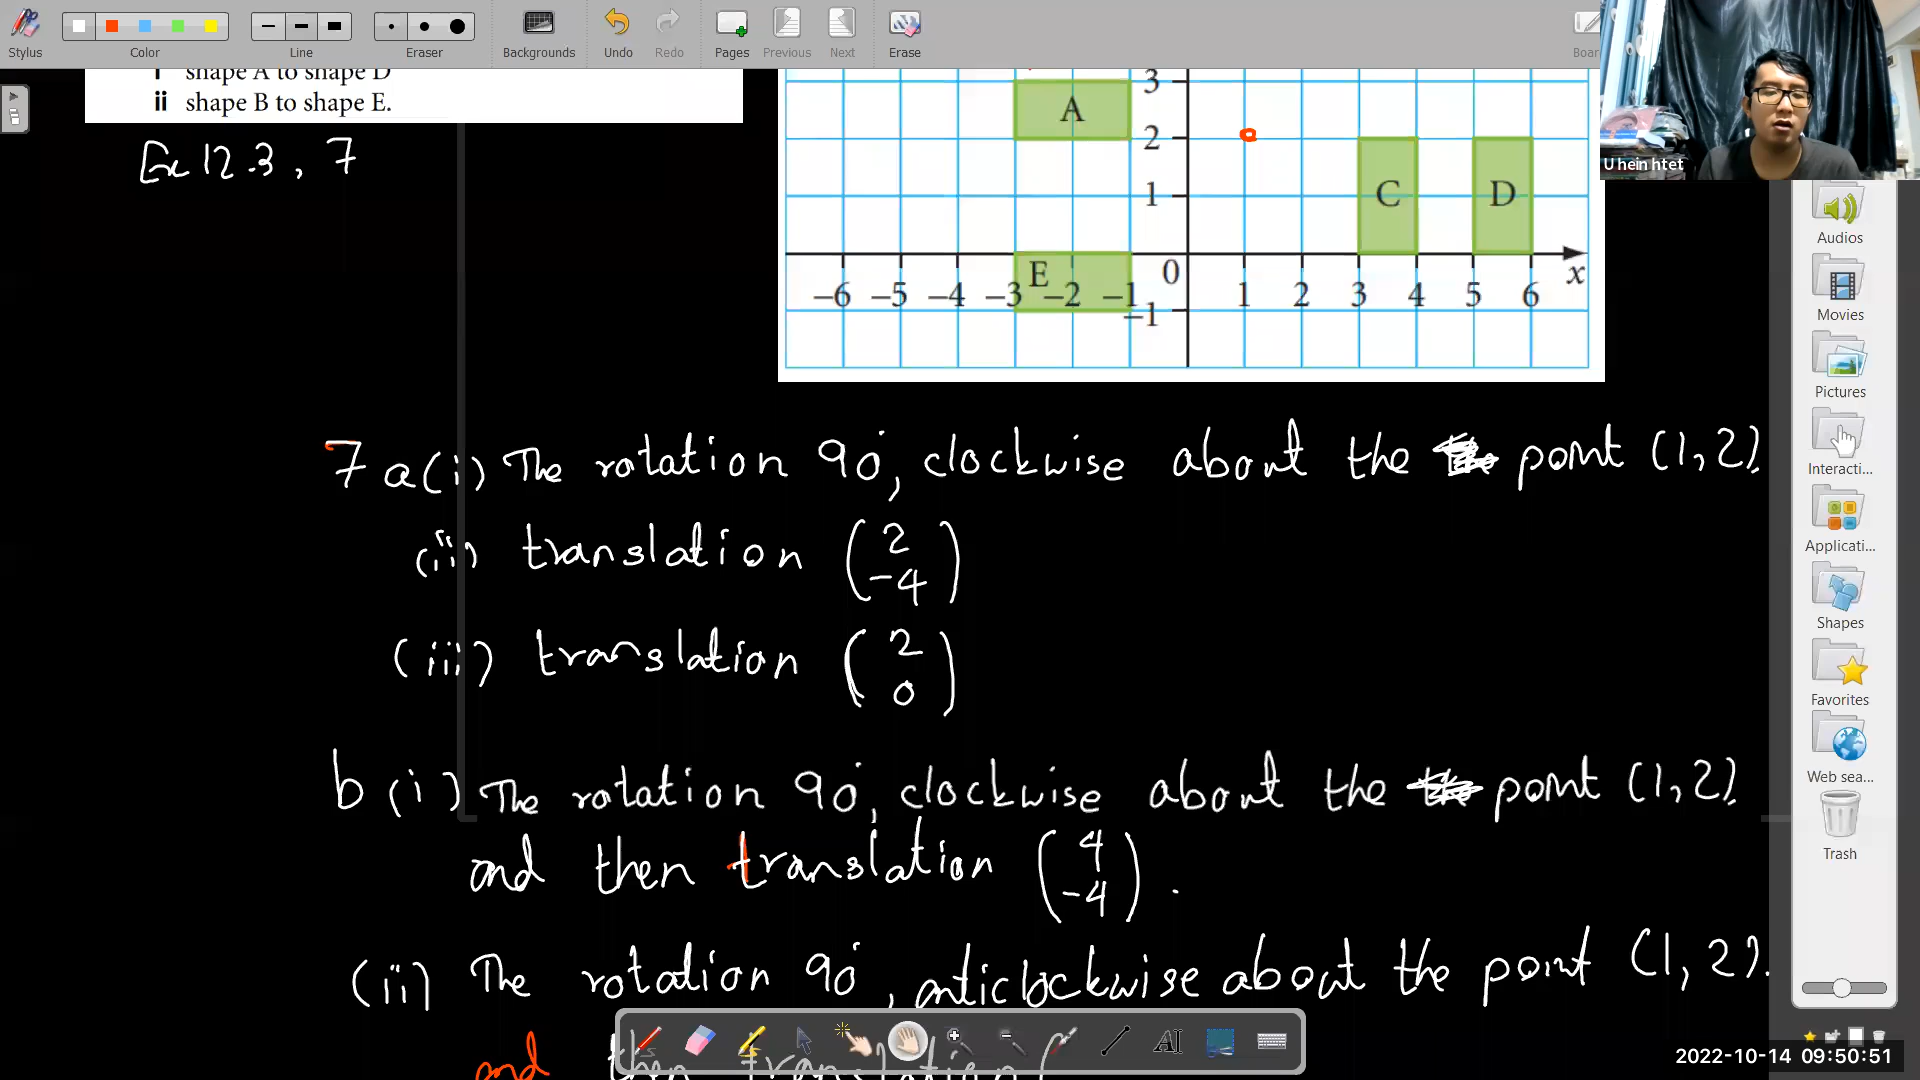 Stylus
Color
Line
Eraser
Backgrounds
Undo
Redo
Pages
Previous
Next
Erase
Boar
i shape A to shape D
ii shape B to shape E.
Ex 12.3, 7
A
B
C
D
E
3
2
1
0
-1
-6 -5 -4 -3 -2 -1 1 2 3 4 5 6
x
U hein htet
7 a(i) The rotation 90°, clockwise about the point (1,2).
(ii) translation (2
-4)
(iii) translation (2
0)
b (i) The rotation 90°, clockwise about the point (1,2).
and then translation (4
-4).
(ii) The rotation 90°, anticlockwise about the point (1,2).
and then translation (
Audios
Movies
Pictures
Interacti...
Applicati...
Shapes
Favorites
Web sea...
Trash
2022-10-14 09:50:51